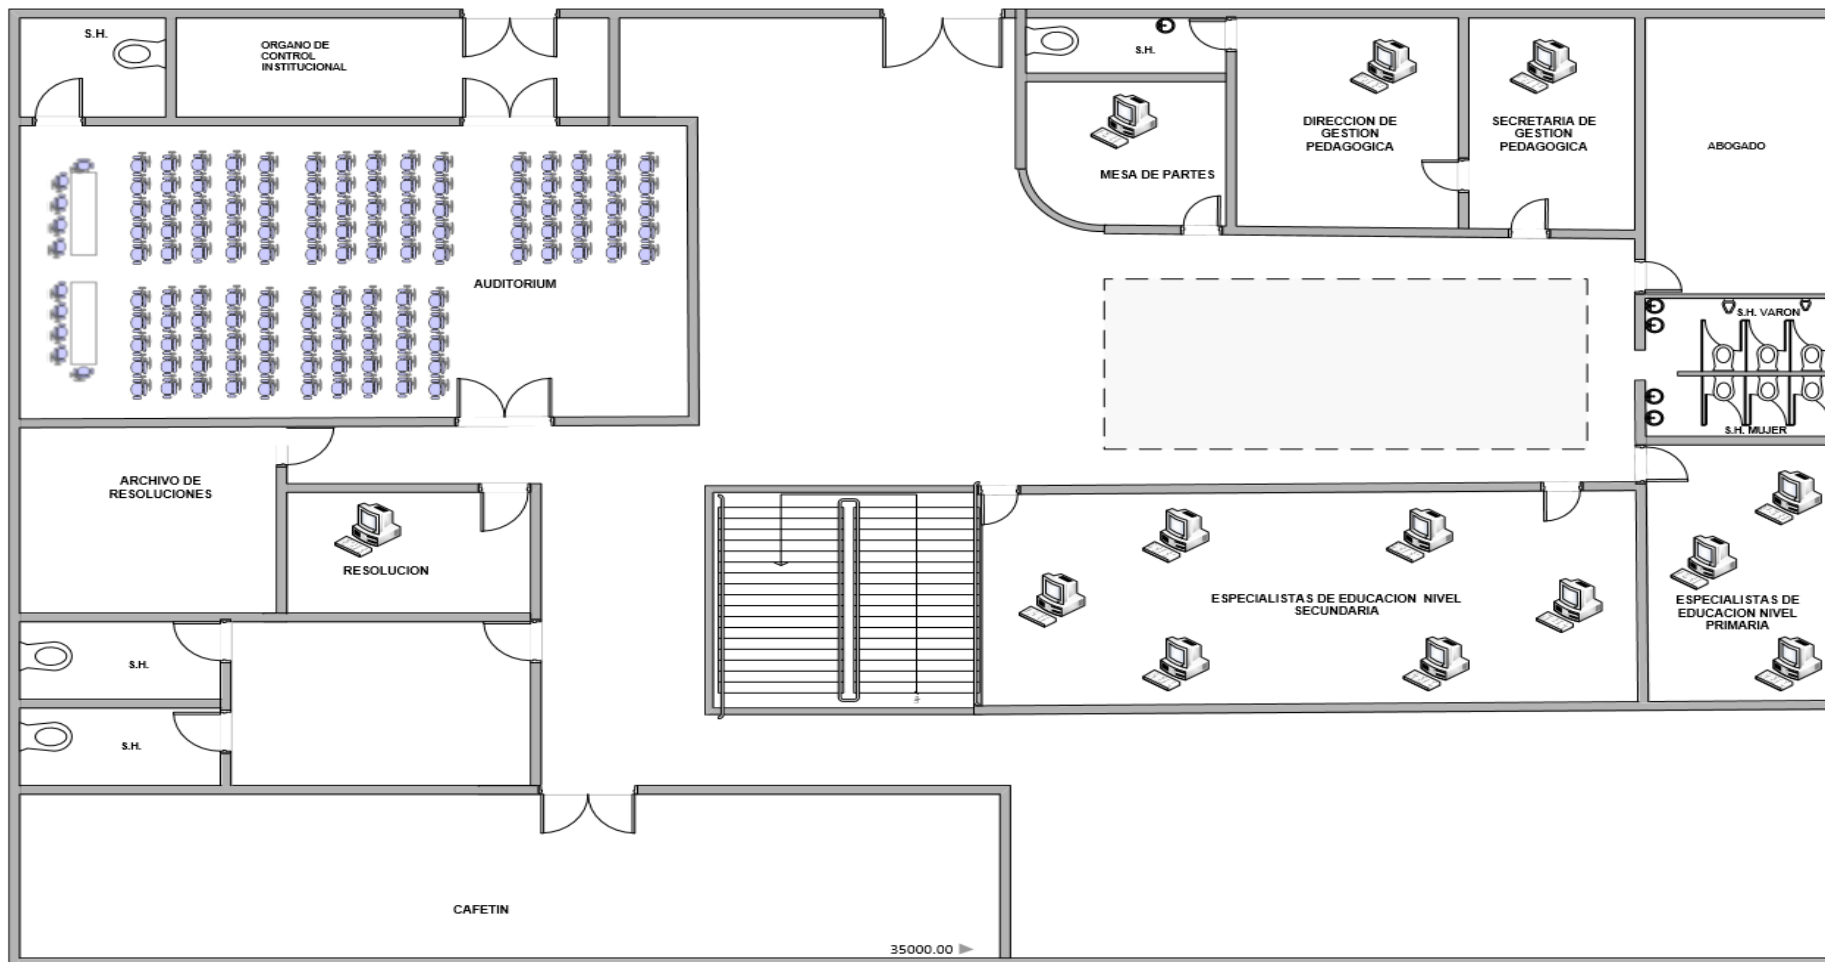 S.H.
ORGANO DE
CONTROL
INSTITUCIONAL
S.H.
DIRECCION DE
GESTION
PEDAGOGICA
SECRETARIA DE
GESTION
PEDAGOGICA
ABOGADO
MESA DE PARTES
AUDITORIUM
S.H. VARON
S.H. MUJER
ARCHIVO DE
RESOLUCIONES
RESOLUCION
ESPECIALISTAS DE EDUCACION NIVEL
SECUNDARIA
ESPECIALISTAS DE
EDUCACION NIVEL
PRIMARIA
S.H.
S.H.
CAFETIN
35000.00